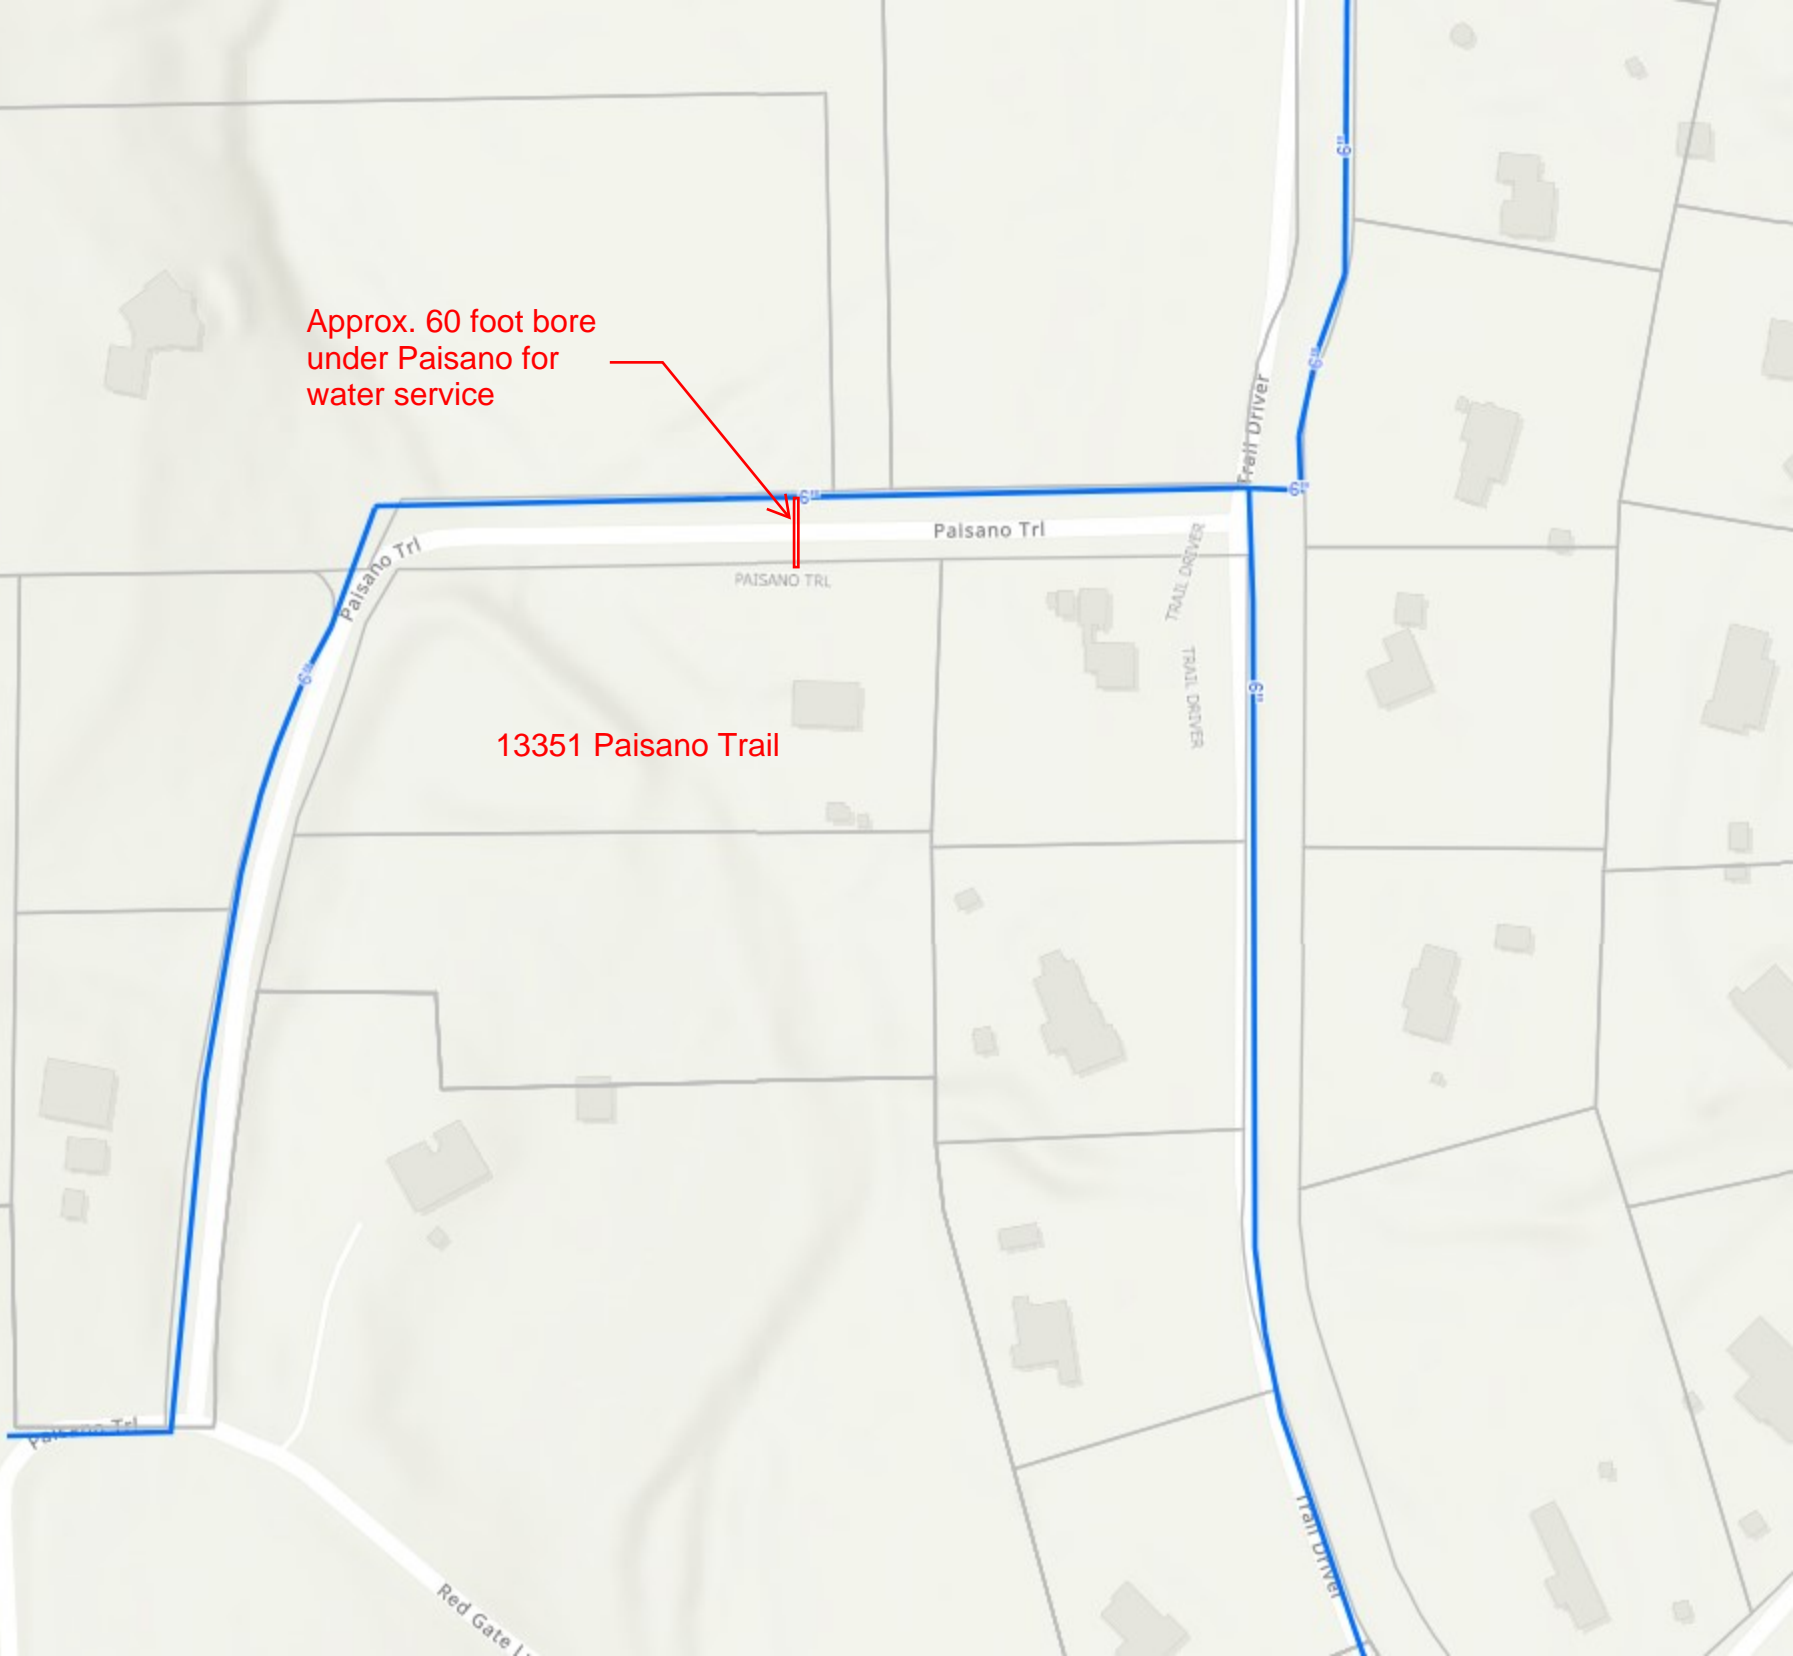 6"
Approx. 60 foot bore
under Paisano for
water service
6"
Trail Driver
6"
6"
Paisano Trl
Paisano Trl
TRAIL DRIVER
PAISANO TRL
6"
6"
TRAIL DRIVER
13351 Paisano Trail
Paisano Trl
Trail Driver
Red Gate